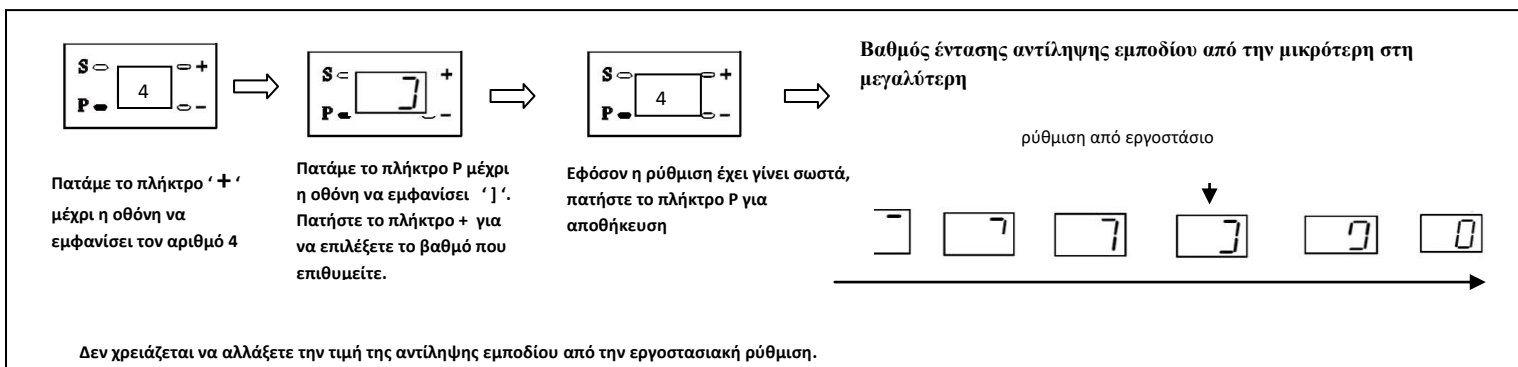 S +
P 4 −
S +
P ] −
S +
P 4 −
Βαθμός έντασης αντίληψης εμποδίου από την μικρότερη στη
μεγαλύτερη
ρύθμιση από εργοστάσιο
Πατάμε το πλήκτρο ‘ + ‘
μέχρι η οθόνη να
εμφανίσει τον αριθμό 4
Πατάμε το πλήκτρο P μέχρι
η οθόνη να εμφανίσει ‘ ] ‘.
Πατήστε το πλήκτρο + για
να επιλέξετε το βαθμό που
επιθυμείτε.
Εφόσον η ρύθμιση έχει γίνει σωστά,
πατήστε το πλήκτρο P για
αποθήκευση
Δεν χρειάζεται να αλλάξετε την τιμή της αντίληψης εμποδίου από την εργοστασιακή ρύθμιση.